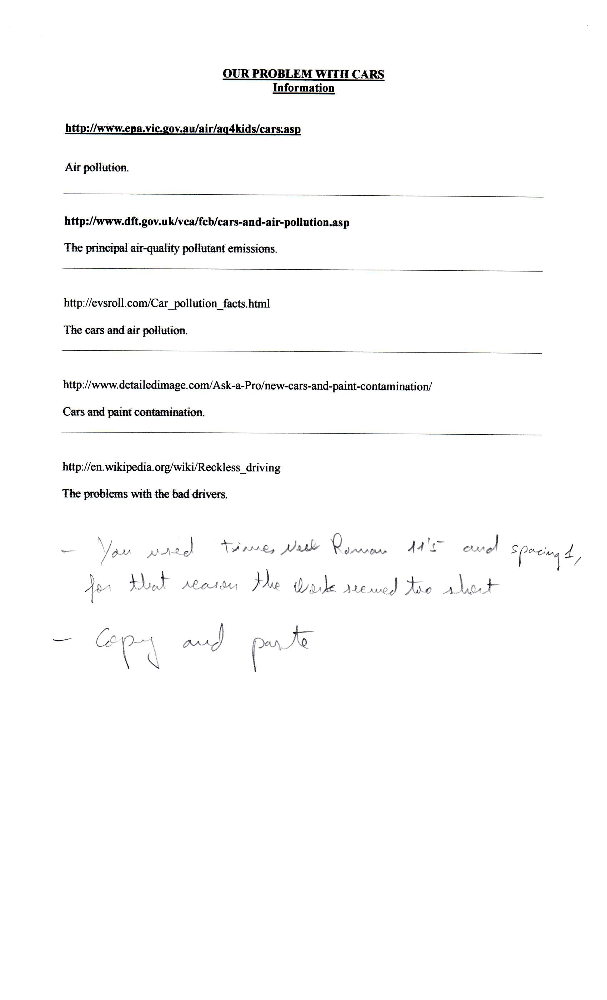 OUR PROBLEM WITH CARS
Information
http://www.epa.vic.gov.au/air/aq4kids/cars.asp
Air pollution.
http://www.dft.gov.uk/vca/fcb/cars-and-air-pollution.asp
The principal air-quality pollutant emissions.
http://evsroll.com/Car_pollution_facts.html
The cars and air pollution.
http://www.detailedimage.com/Ask-a-Pro/new-cars-and-paint-contamination/
Cars and paint contamination.
http://en.wikipedia.org/wiki/Reckless_driving
The problems with the bad drivers.
- You used times New Roman 11'5 and spacing 1,
for that reason the work seemed too short
- Copy and paste